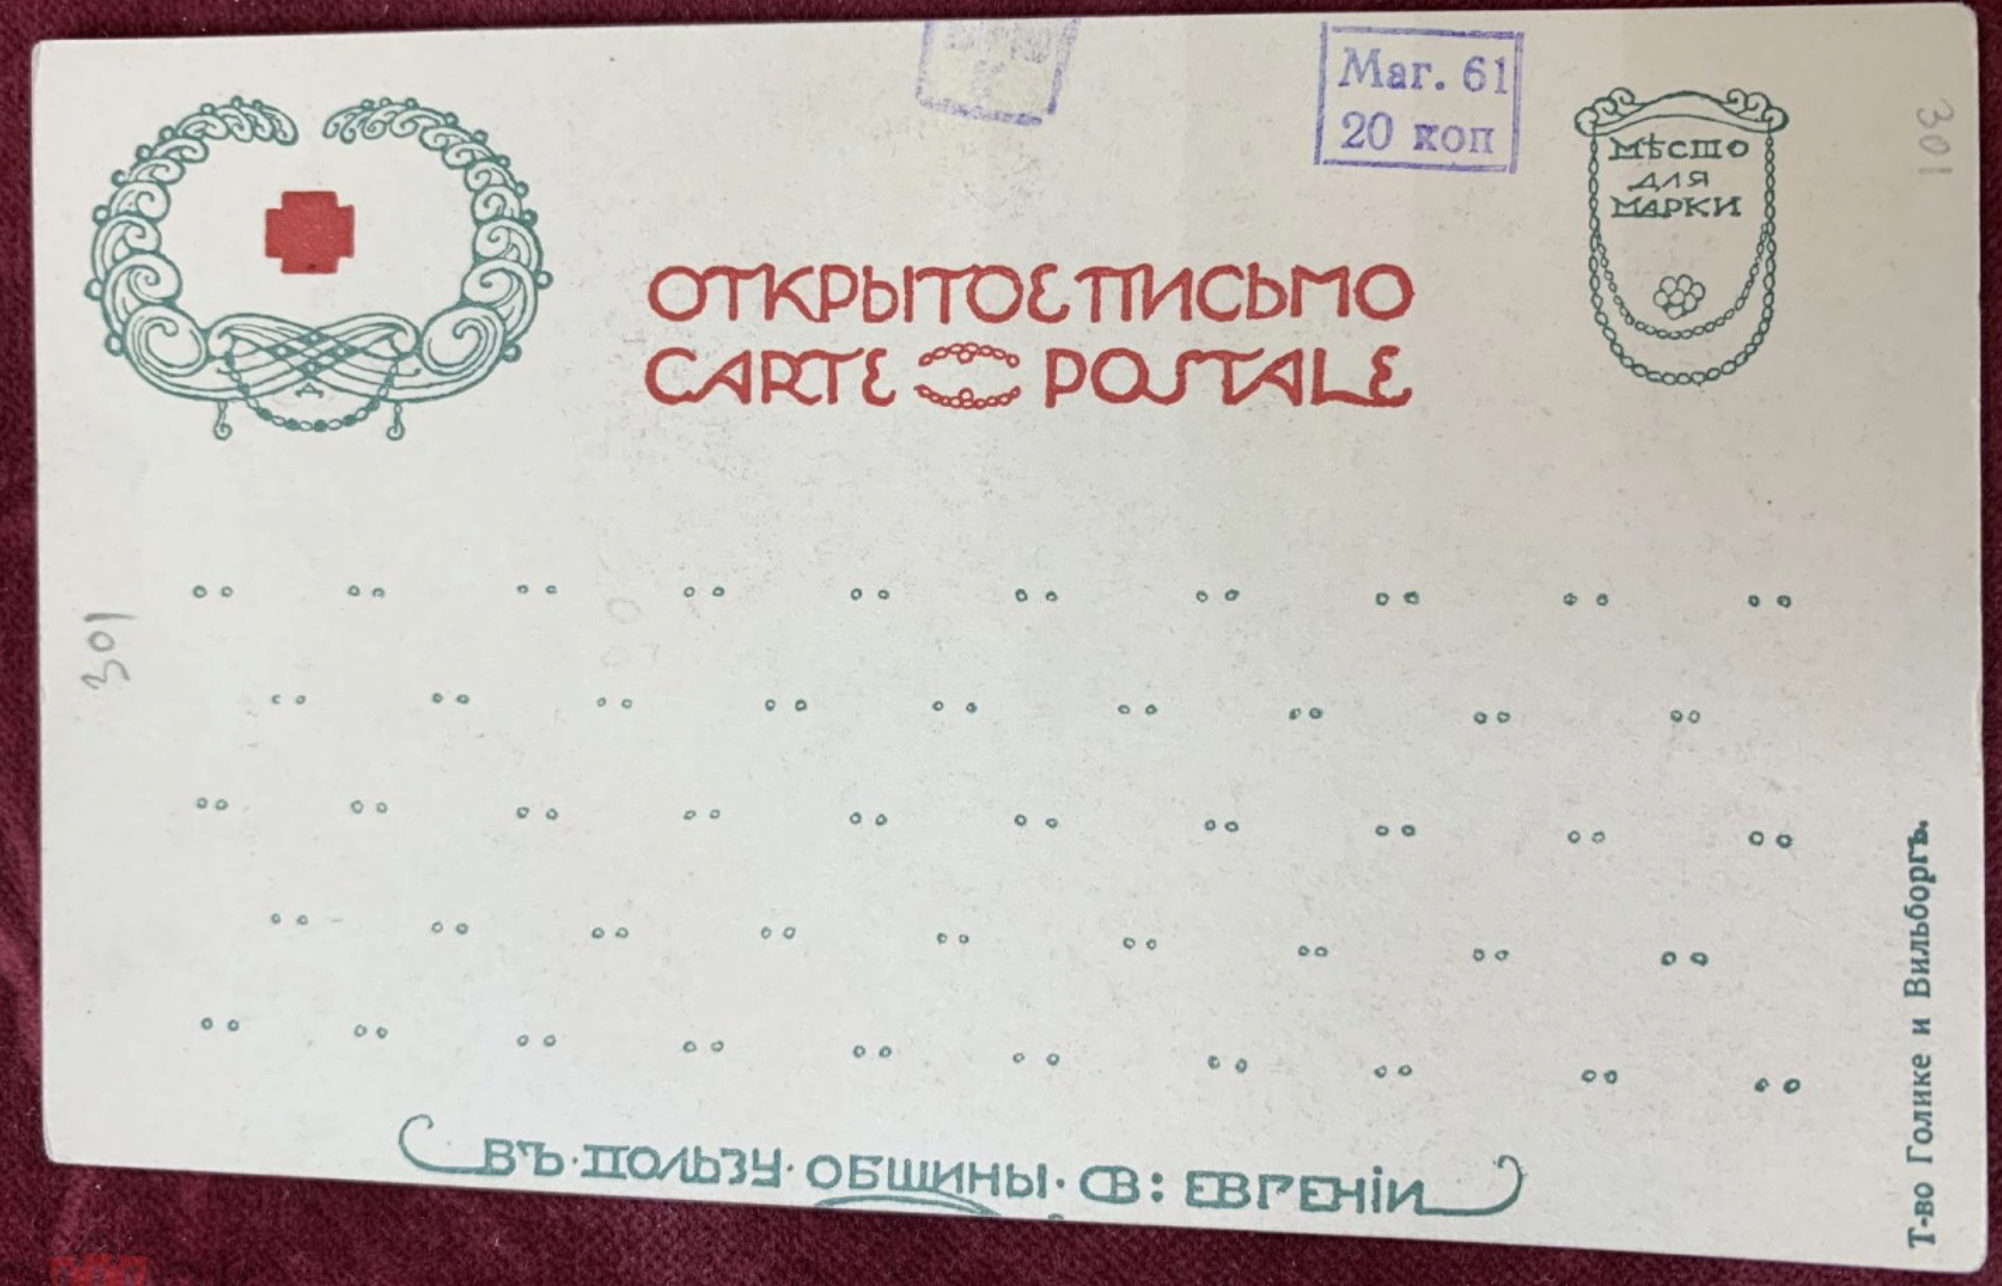 Маг. 61
20 коп
МѢСТО
ДЛЯ
МАРКИ
301
ОТКРЫТОЕ ПИСЬМО
CARTE POSTALE
301
ВЪ·ПОЛЬЗУ·ОБЩИНЫ·СВ: ЕВГЕНІИ
Т-во Голике и Вильборгъ.